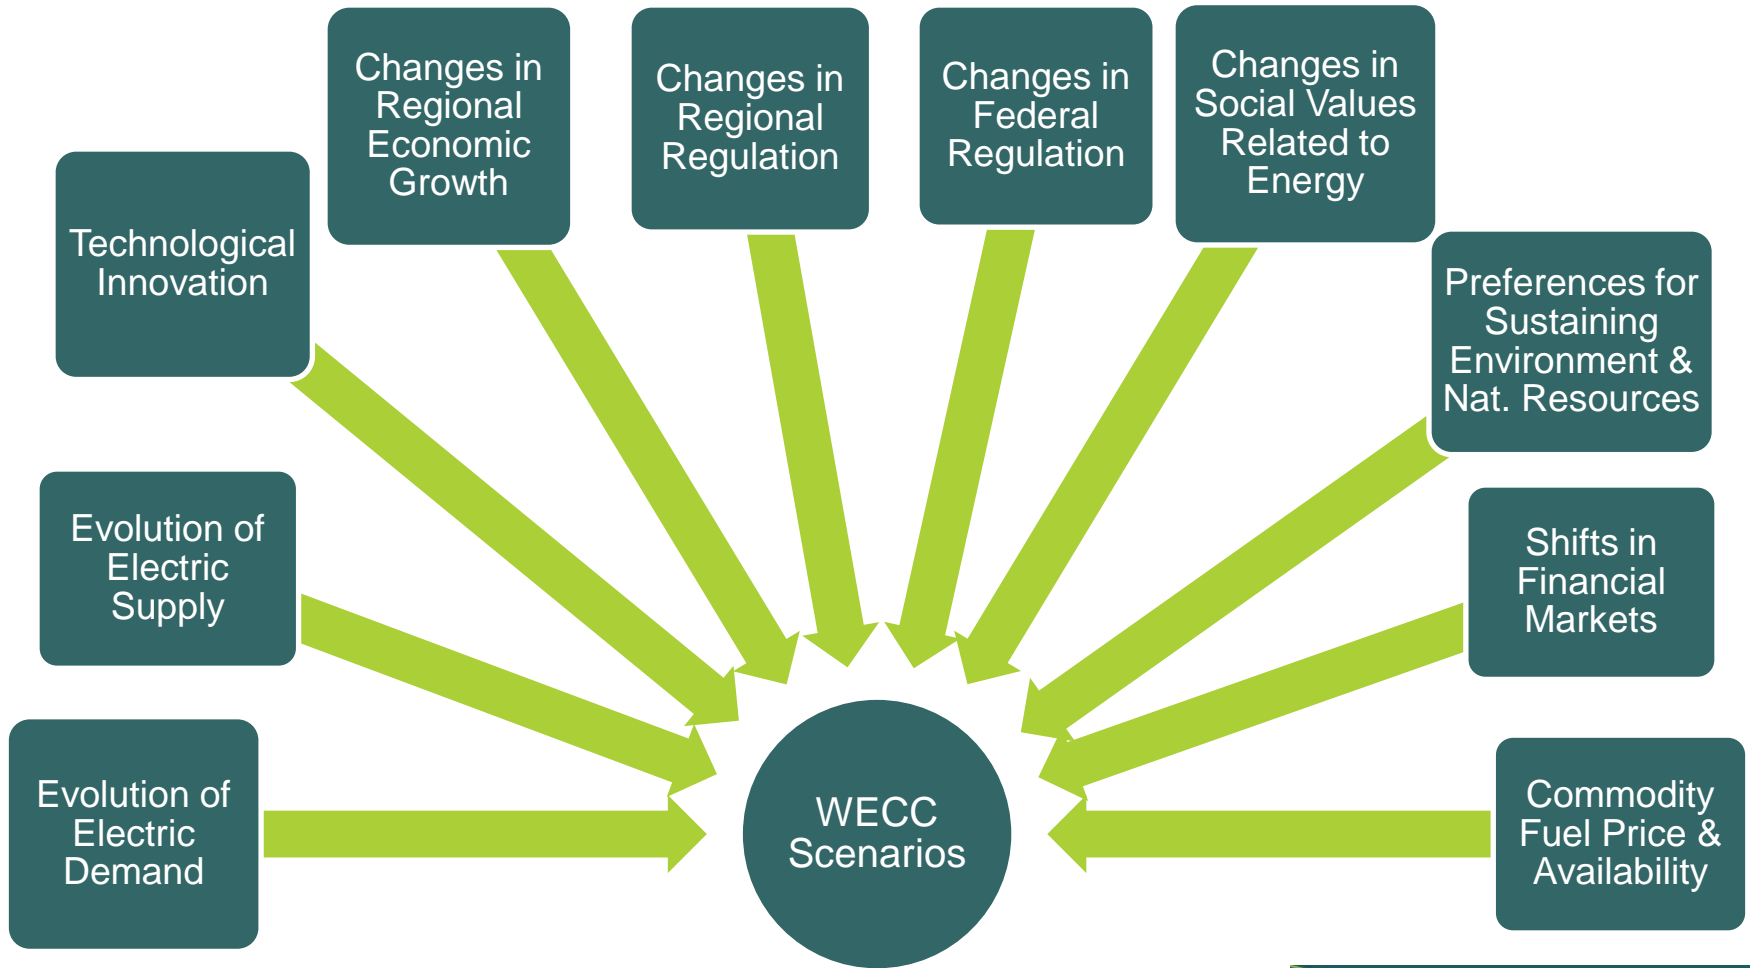 Changes in
Regional
Economic
Growth
Changes in
Regional
Regulation
Changes in
Federal
Regulation
Changes in
Social Values
Related to
Energy
Technological
Innovation
Preferences for
Sustaining
Environment &
Nat. Resources
Evolution of
Electric
Supply
Shifts in
Financial
Markets
Evolution of
Electric
Demand
WECC
Scenarios
Commodity
Fuel Price &
Availability